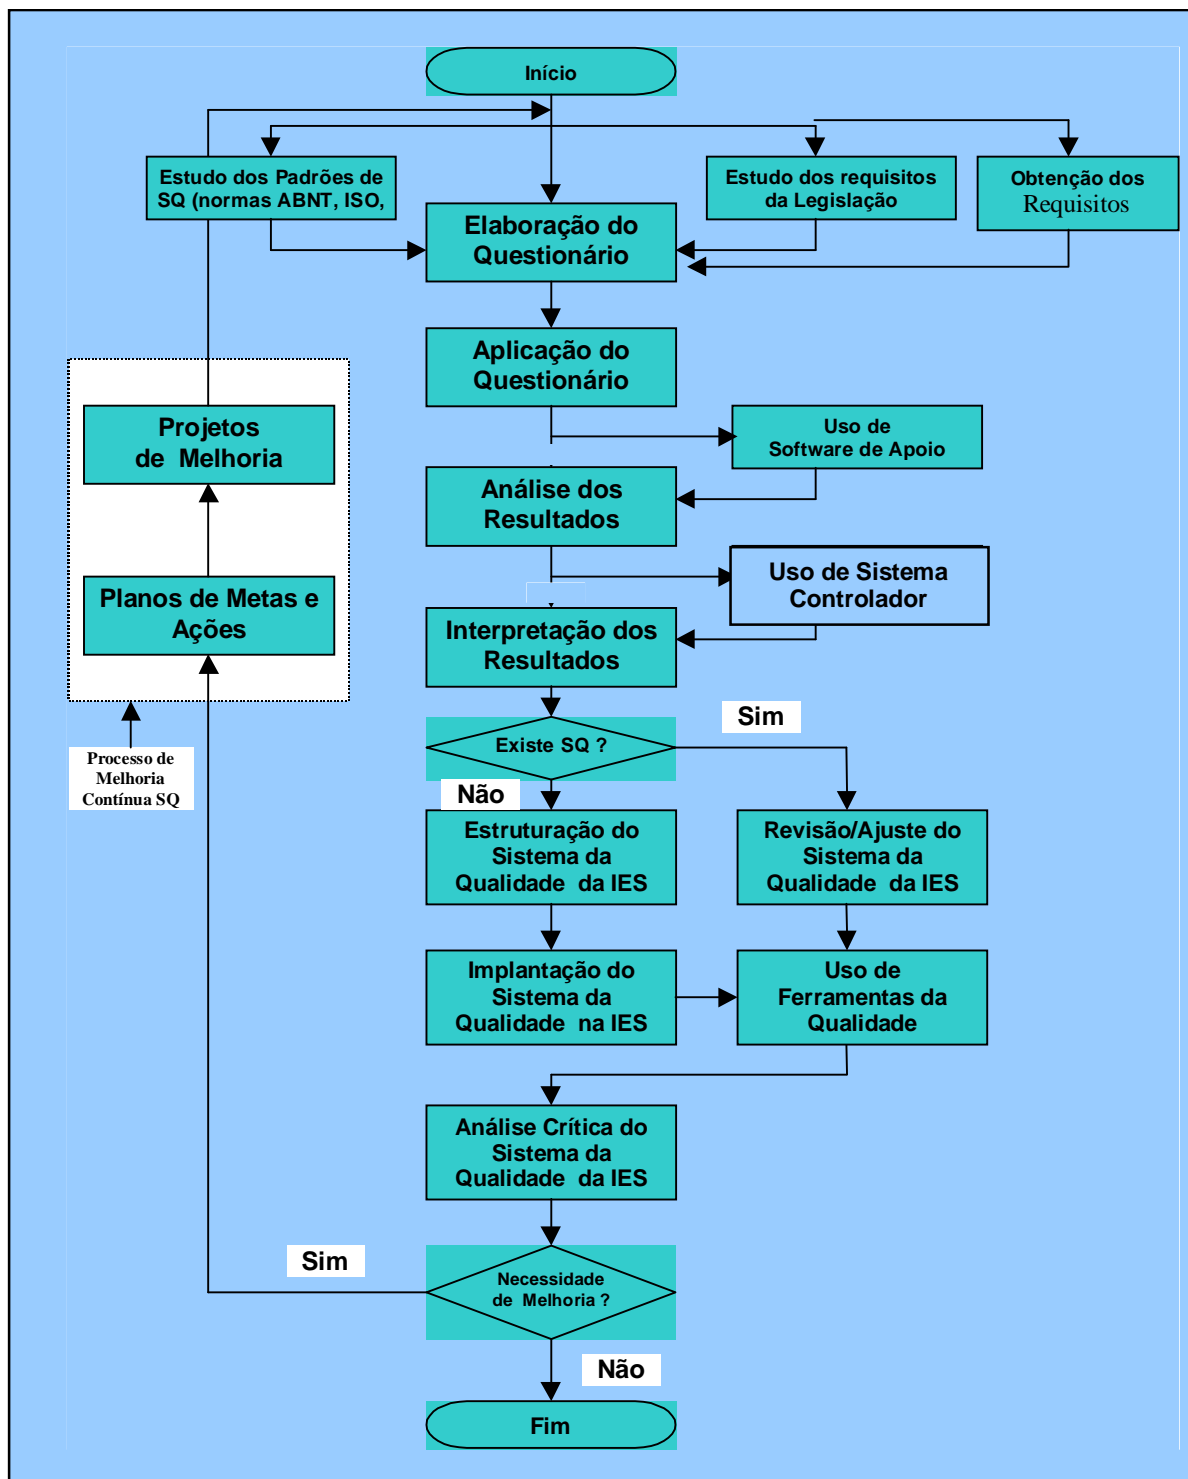 Início
Estudo dos Padrões de
SQ (normas ABNT, ISO,
Estudo dos requisitos
da Legislação
Obtenção dos
Requisitos
Elaboração do
Questionário
Aplicação do
Questionário
Uso de
Software de Apoio
Projetos
de Melhoria
Análise dos
Resultados
Uso de Sistema
Controlador
Planos de Metas e
Ações
Interpretação dos
Resultados
Sim
Existe SQ ?
Processo de
Melhoria
Contínua SQ
Não
Estruturação do
Sistema da
Qualidade da IES
Revisão/Ajuste do
Sistema da
Qualidade da IES
Implantação do
Sistema da
Qualidade na IES
Uso de
Ferramentas da
Qualidade
Análise Crítica do
Sistema da
Qualidade da IES
Sim
Necessidade
de Melhoria ?
Não
Fim